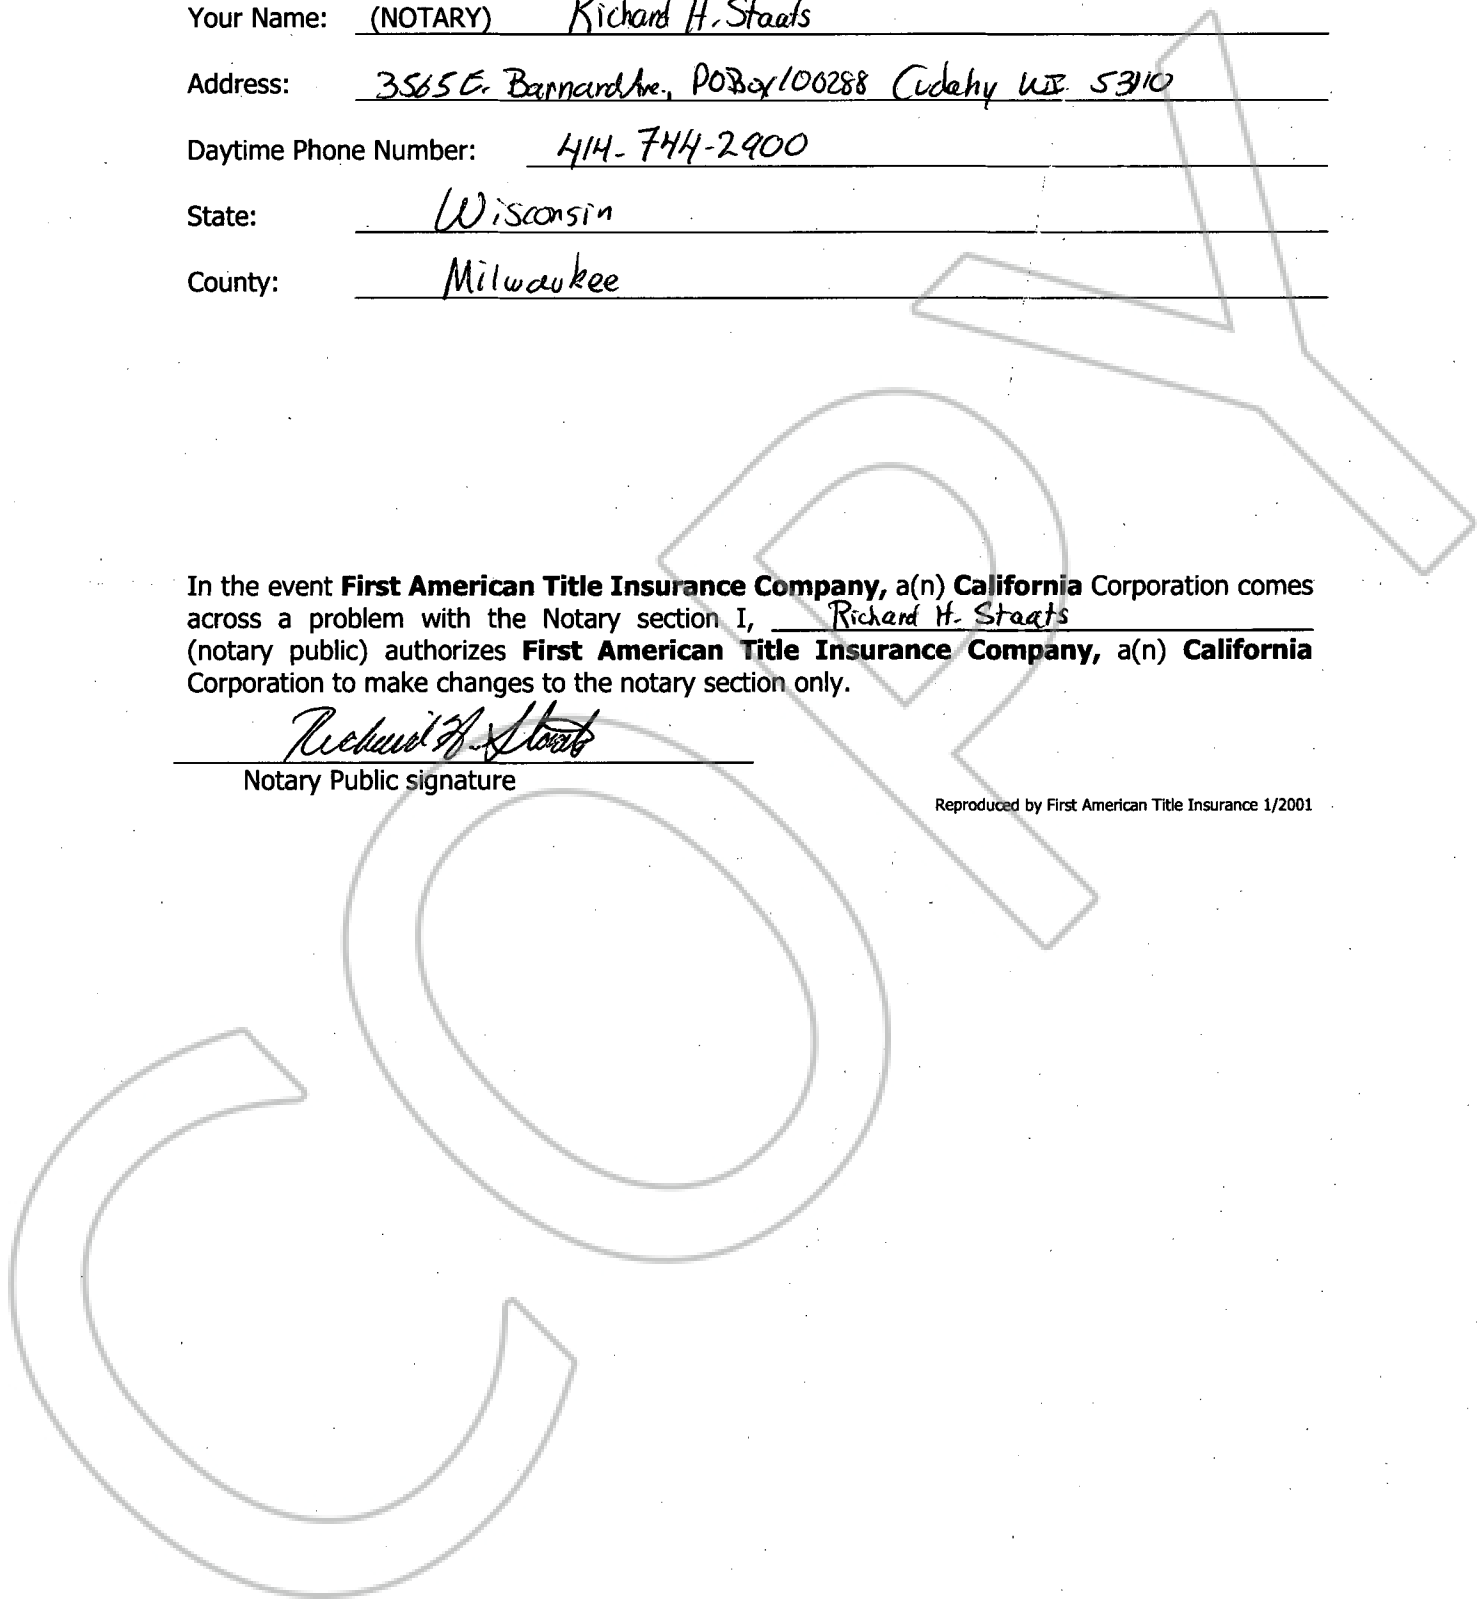 Your Name: (NOTARY) Richard H. Staats
Address: 3565 E. Barnard Ave., PO Box 100288 Cudahy WI. 53110
Daytime Phone Number: 414-744-2900
State: Wisconsin
County: Milwaukee
In the event First American Title Insurance Company, a(n) California Corporation comes
across a problem with the Notary section I, Richard H. Staats
(notary public) authorizes First American Title Insurance Company, a(n) California
Corporation to make changes to the notary section only.
Richard H. Staats
Notary Public signature
Reproduced by First American Title Insurance 1/2001
COPY